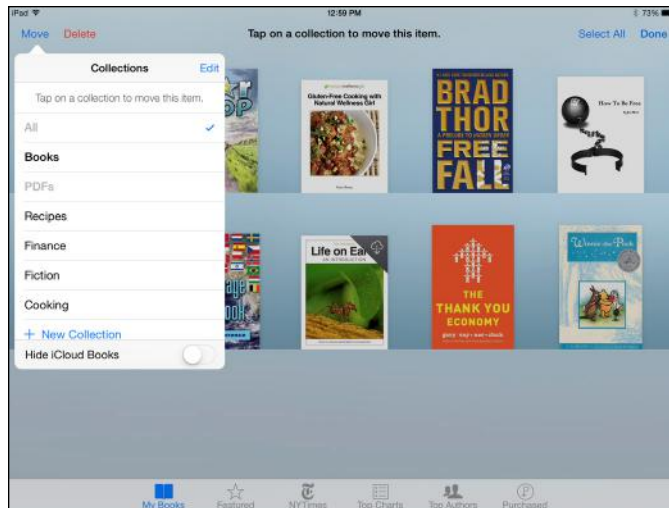 iPad
12:59 PM
73%
Move
Delete
Tap on a collection to move this item.
Select All
Done
Collections
Edit
Tap on a collection to move this item.
All
Books
PDFs
Recipes
Finance
Fiction
Cooking
+ New Collection
Hide iCloud Books
Gluten-Free Cooking with
Natural Wellness Girl
BRAD
THOR
FREE
FALL
How To Be Free
Life on Ea
AN INTRODUCTION
THE
THANK YOU
ECONOMY
gary vaynerchuk
Winnie-the-Pooh
My Books
Featured
NYTimes
Top Charts
Top Authors
Purchased